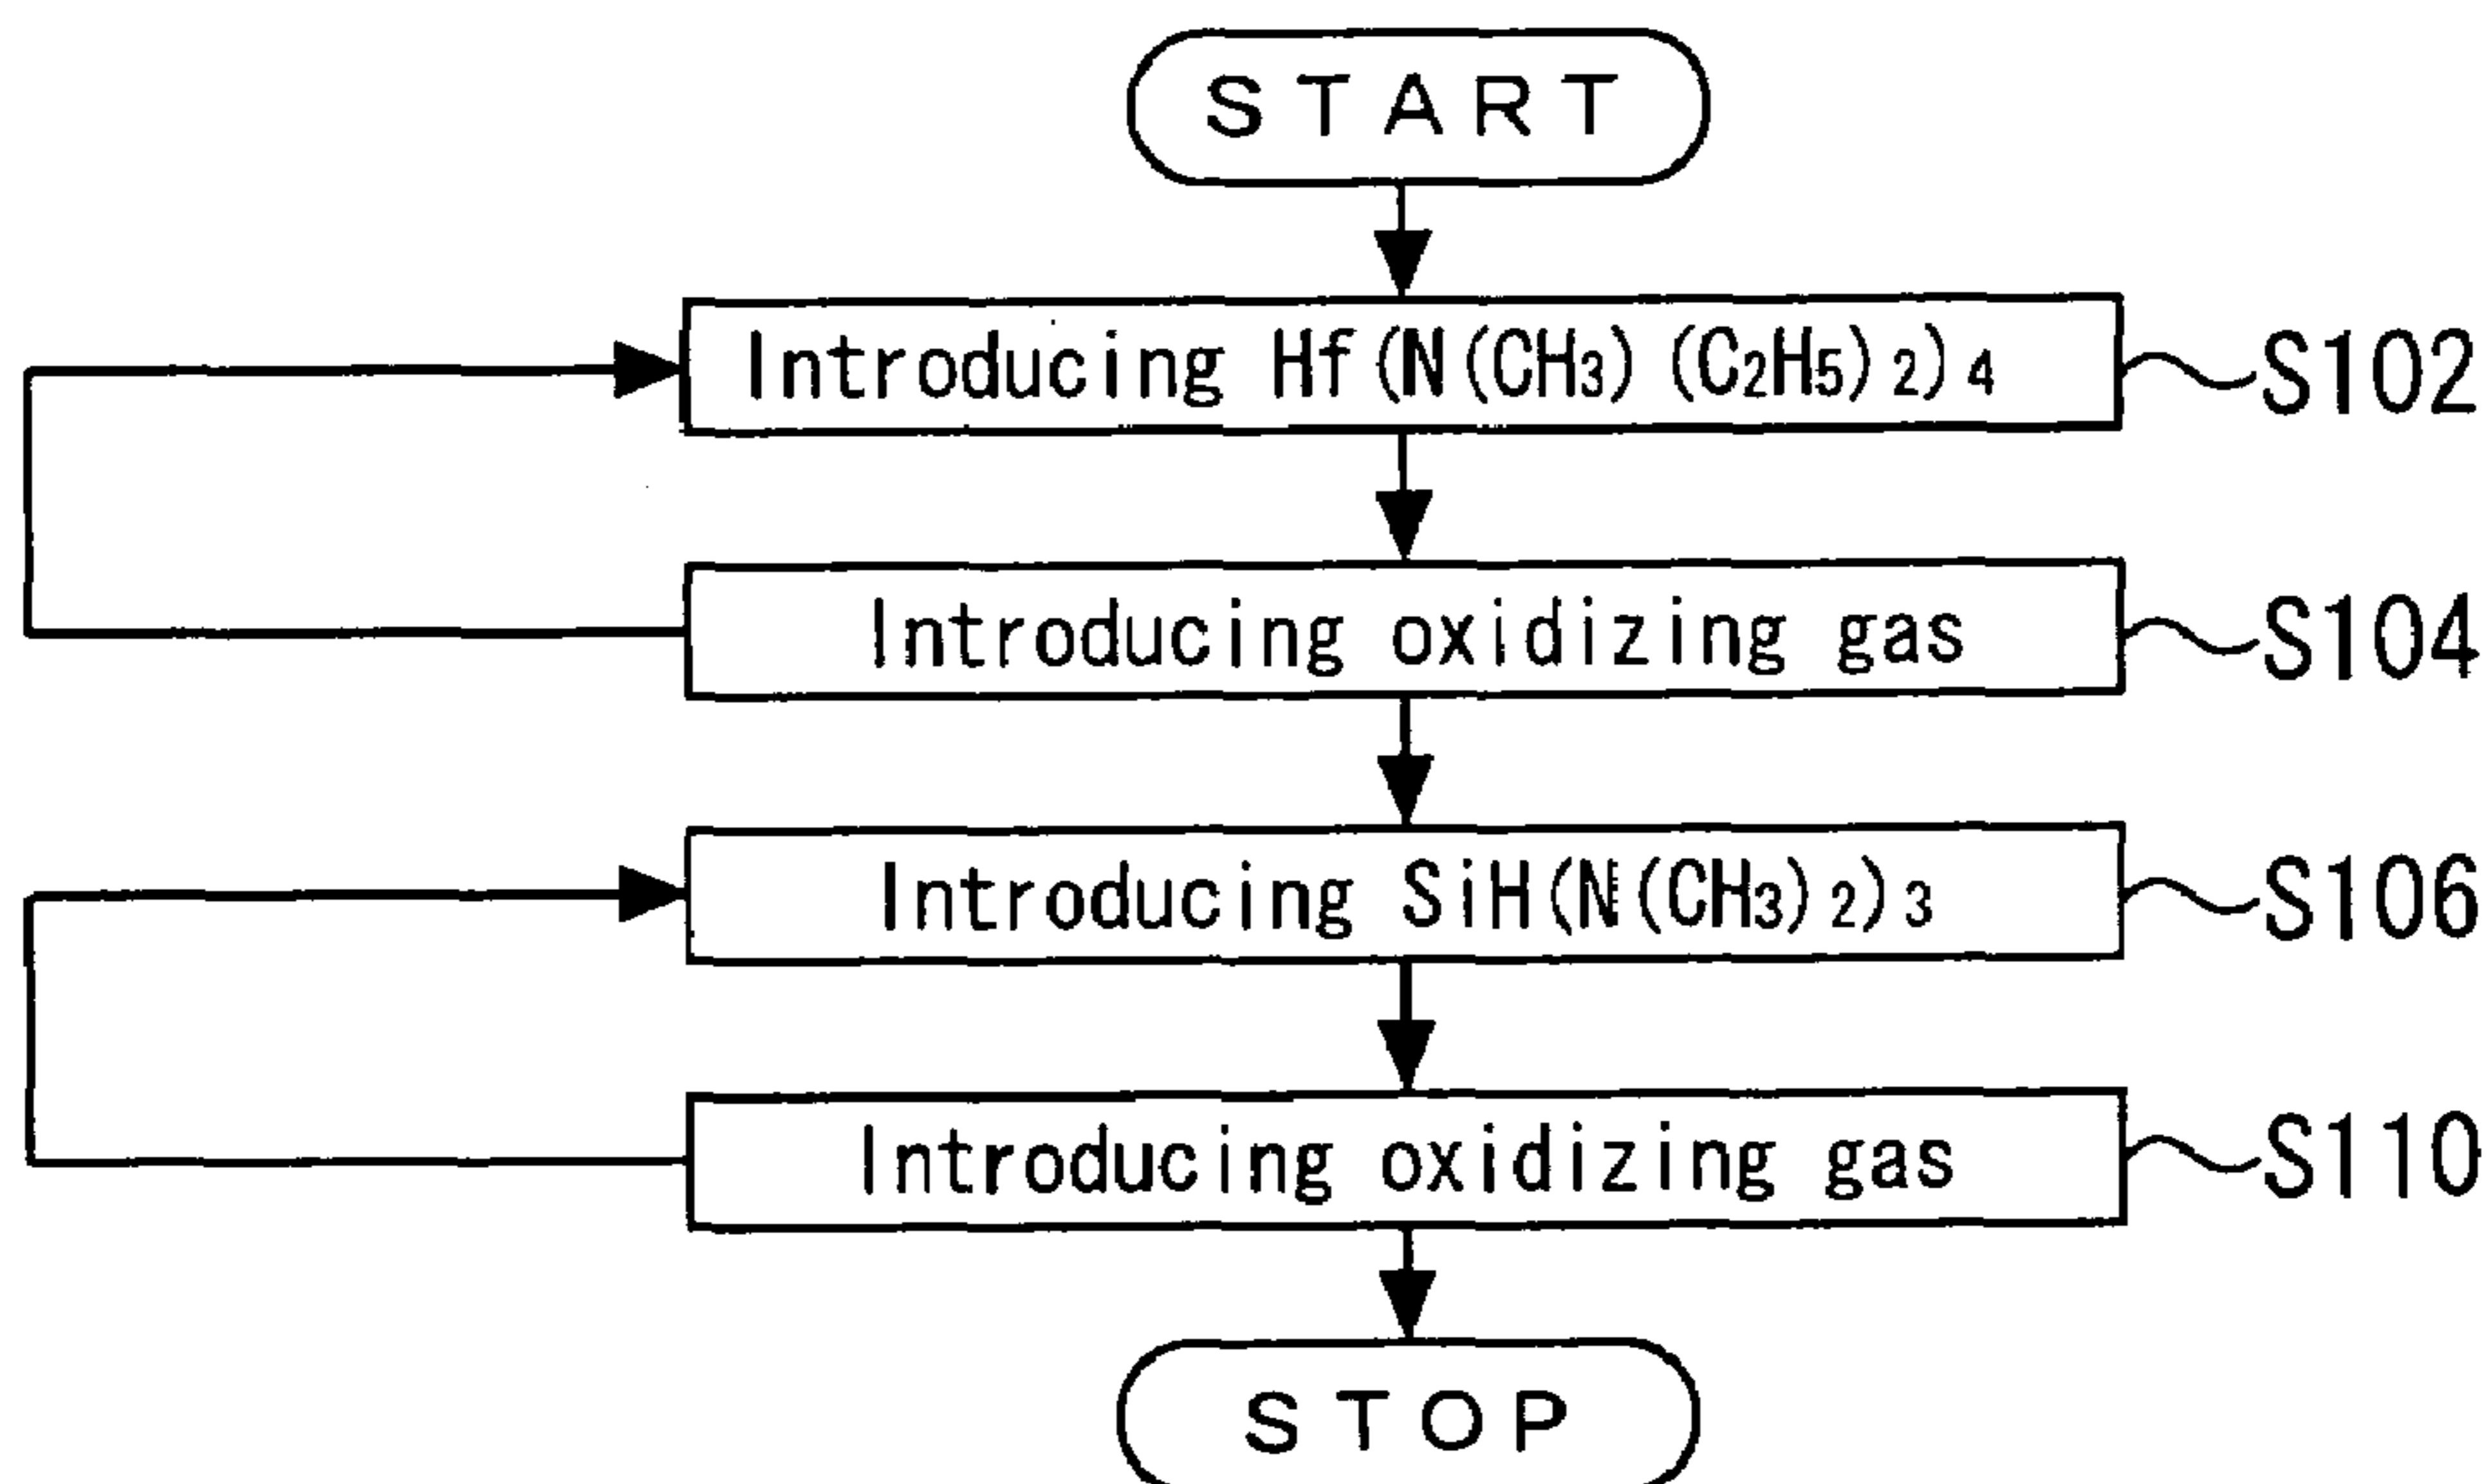 START
Introducing Hf(N(CH3)(C2H5)2)4
S102
Introducing oxidizing gas
S104
Introducing SiH(N(CH3)2)3
S106
Introducing oxidizing gas
S110
STOP